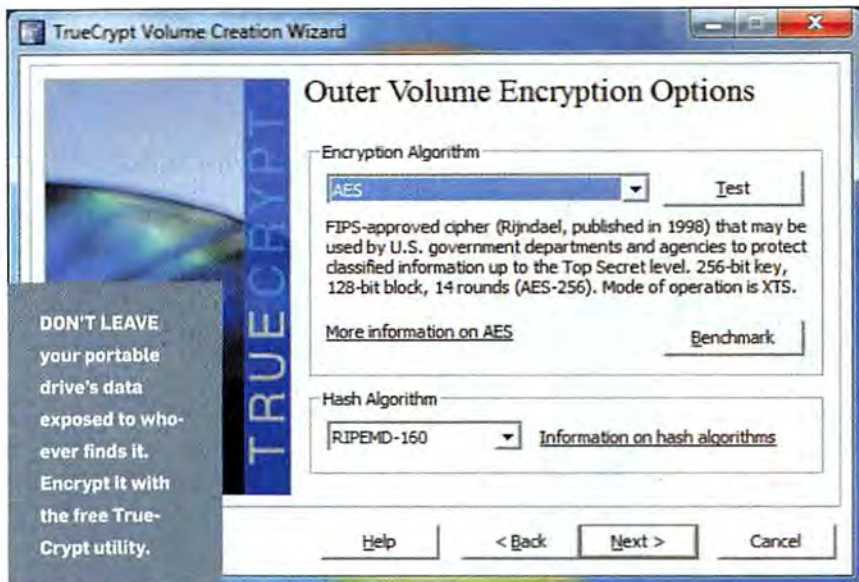 TrueCrypt Volume Creation Wizard
Outer Volume Encryption Options
Encryption Algorithm
AES
Test
FIPS-approved cipher (Rijndael, published in 1998) that may be
used by U.S. government departments and agencies to protect
classified information up to the Top Secret level. 256-bit key,
128-bit block, 14 rounds (AES-256). Mode of operation is XTS.
More information on AES
Benchmark
Hash Algorithm
RIPEMD-160
Information on hash algorithms
Help
< Back
Next >
Cancel
TRUECRYPT
DON'T LEAVE
your portable
drive's data
exposed to who-
ever finds it.
Encrypt it with
the free True-
Crypt utility.